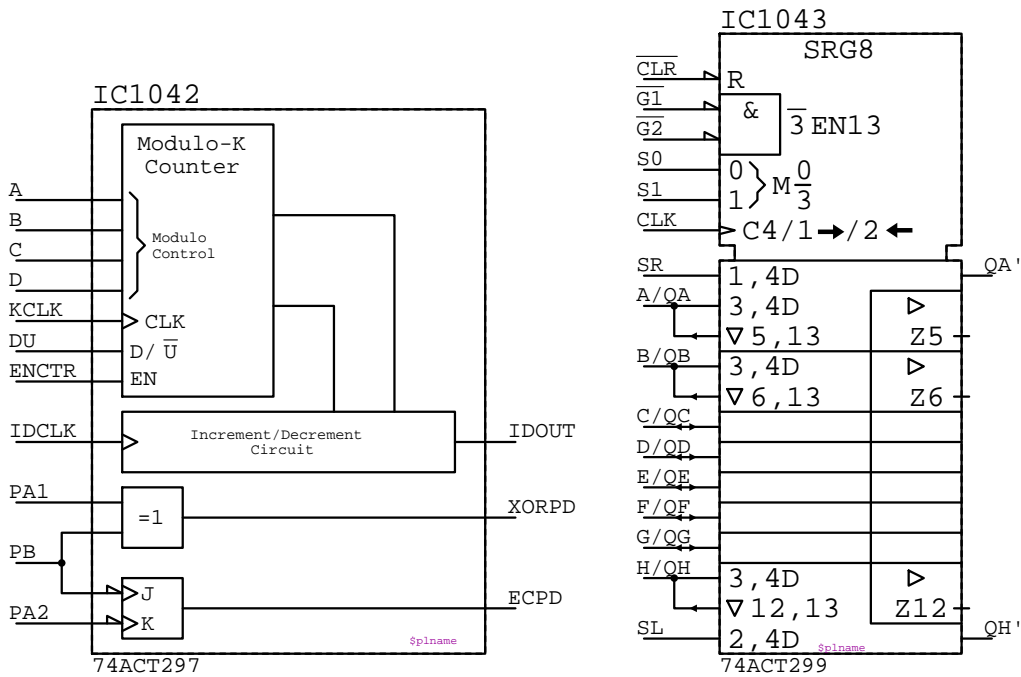 IC1042
Modulo-K
Counter
A
B
C
D
Modulo
Control
KCLK
CLK
DU
D/ U̅
ENCTR
EN
IDCLK
Increment/Decrement
Circuit
IDOUT
PA1
=1
XORPD
PB
J
ECPD
PA2
K
$plname
74ACT297
IC1043
SRG8
C̅L̅R̅
R
G̅1̅
&
3̅EN13
G̅2̅
S0
0
M 0/3
S1
1
CLK
C4/1➔/2←
SR
1,4D
QA'
A/QA
3,4D
▷
▽5,13
Z5
B/QB
3,4D
▷
▽6,13
Z6
C/QC
D/QD
E/QE
F/QF
G/QG
H/QH
3,4D
▷
▽12,13
Z12
SL
2,4D
QH'
$plname
74ACT299